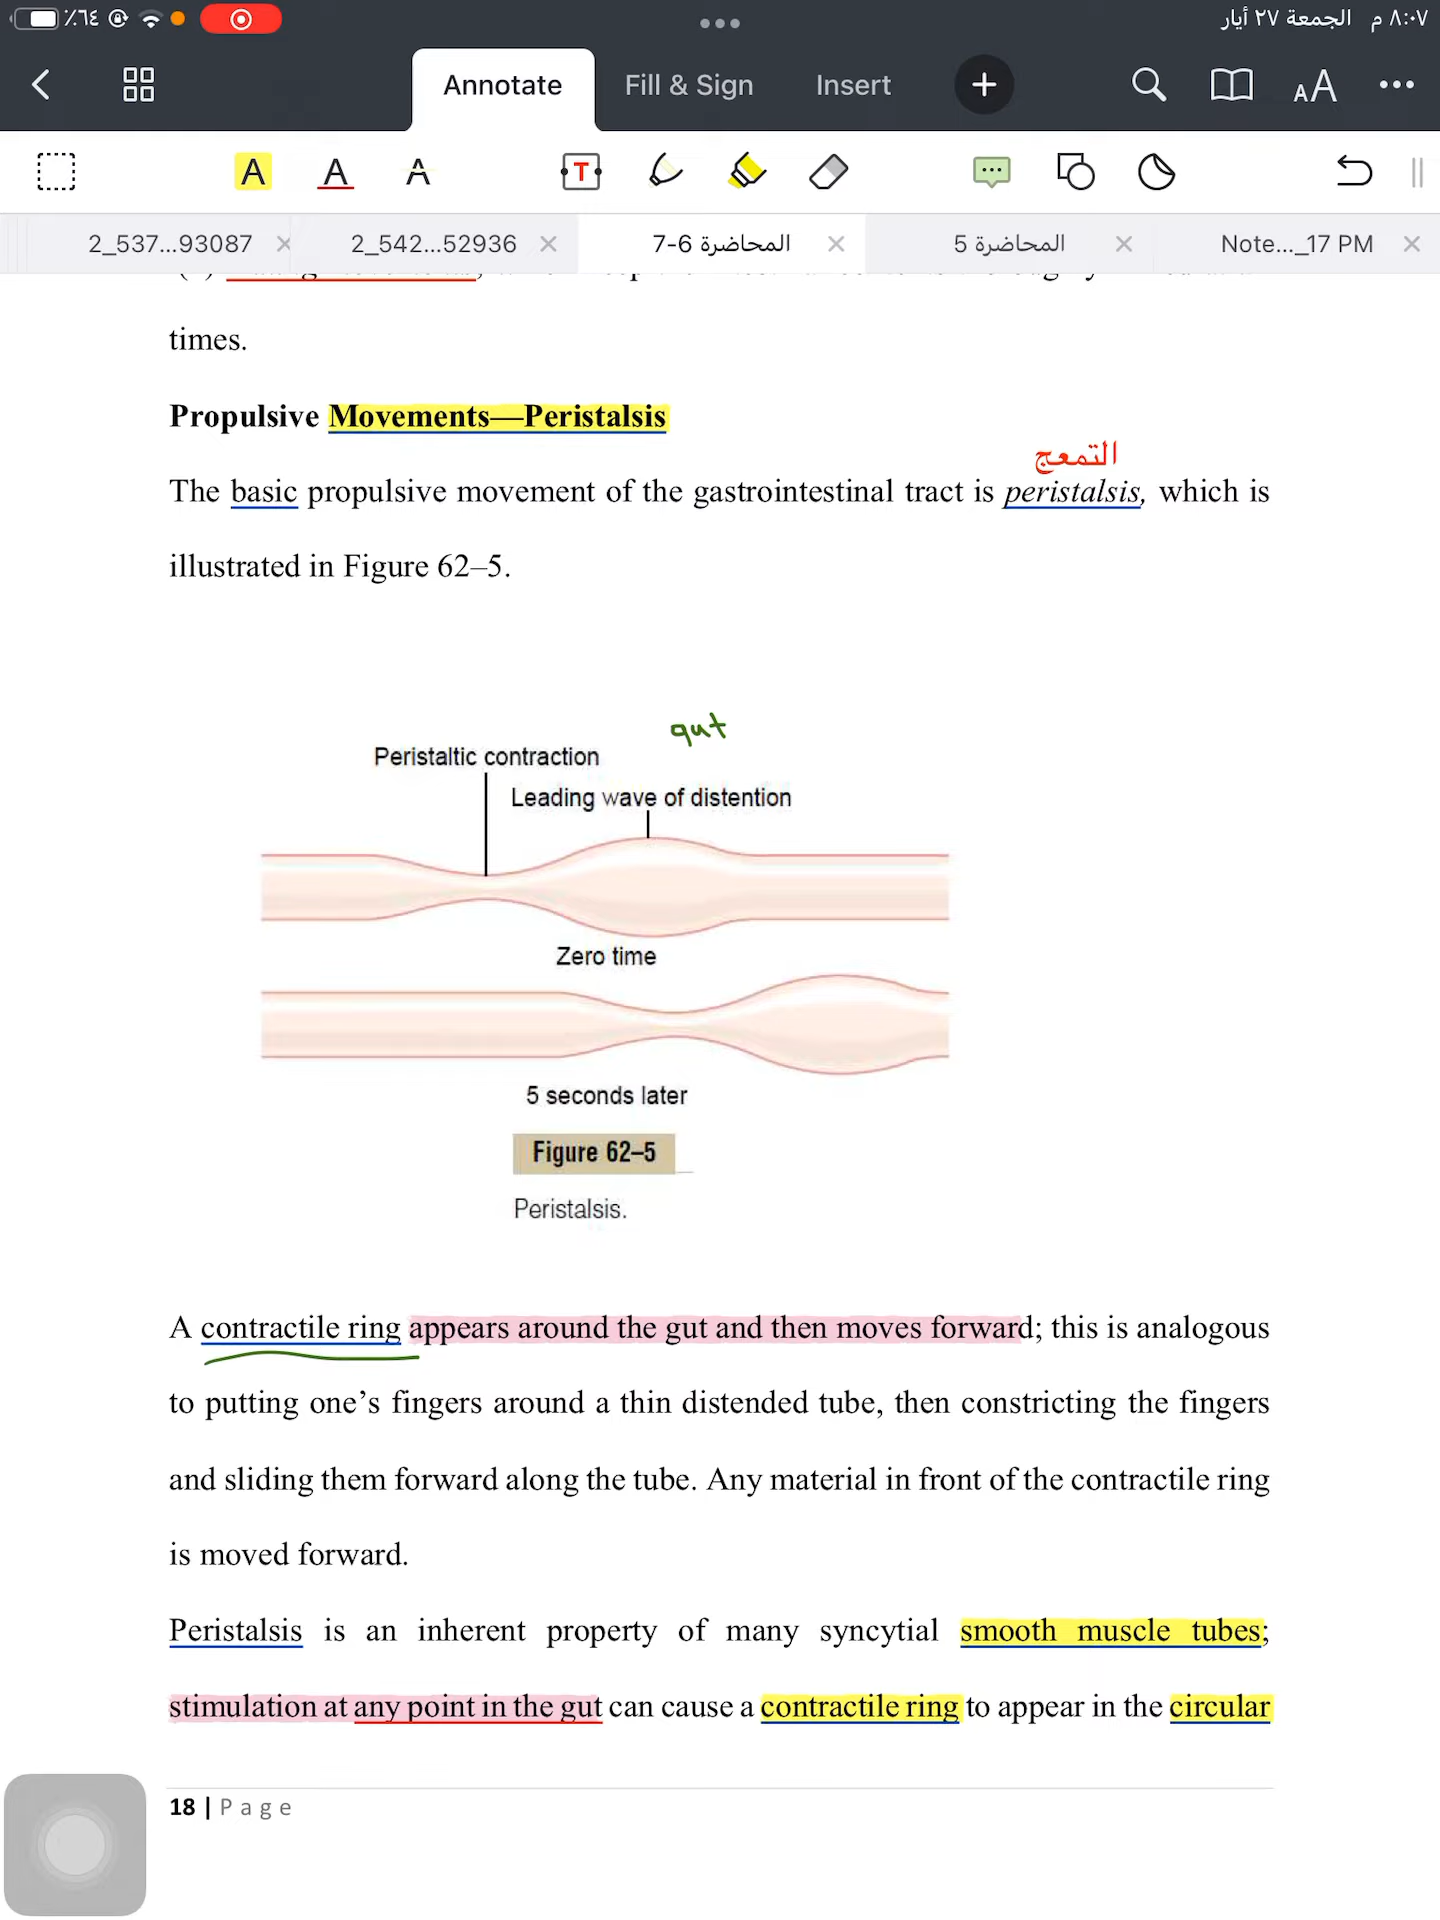 ٪٦٤
٨:٠٧ م الجمعة ٢٧ أيار
Annotate Fill & Sign Insert
AA
A A A T
2_537...93087 2_542...52936 المحاضرة 6-7 المحاضرة 5 Note..._17 PM
times.
Propulsive Movements—Peristalsis
التمعج
The basic propulsive movement of the gastrointestinal tract is peristalsis, which is
illustrated in Figure 62–5.
gut
Peristaltic contraction
Leading wave of distention
Zero time
5 seconds later
Figure 62–5
Peristalsis.
A contractile ring appears around the gut and then moves forward; this is analogous
to putting one’s fingers around a thin distended tube, then constricting the fingers
and sliding them forward along the tube. Any material in front of the contractile ring
is moved forward.
Peristalsis is an inherent property of many syncytial smooth muscle tubes;
stimulation at any point in the gut can cause a contractile ring to appear in the circular
18 | Page